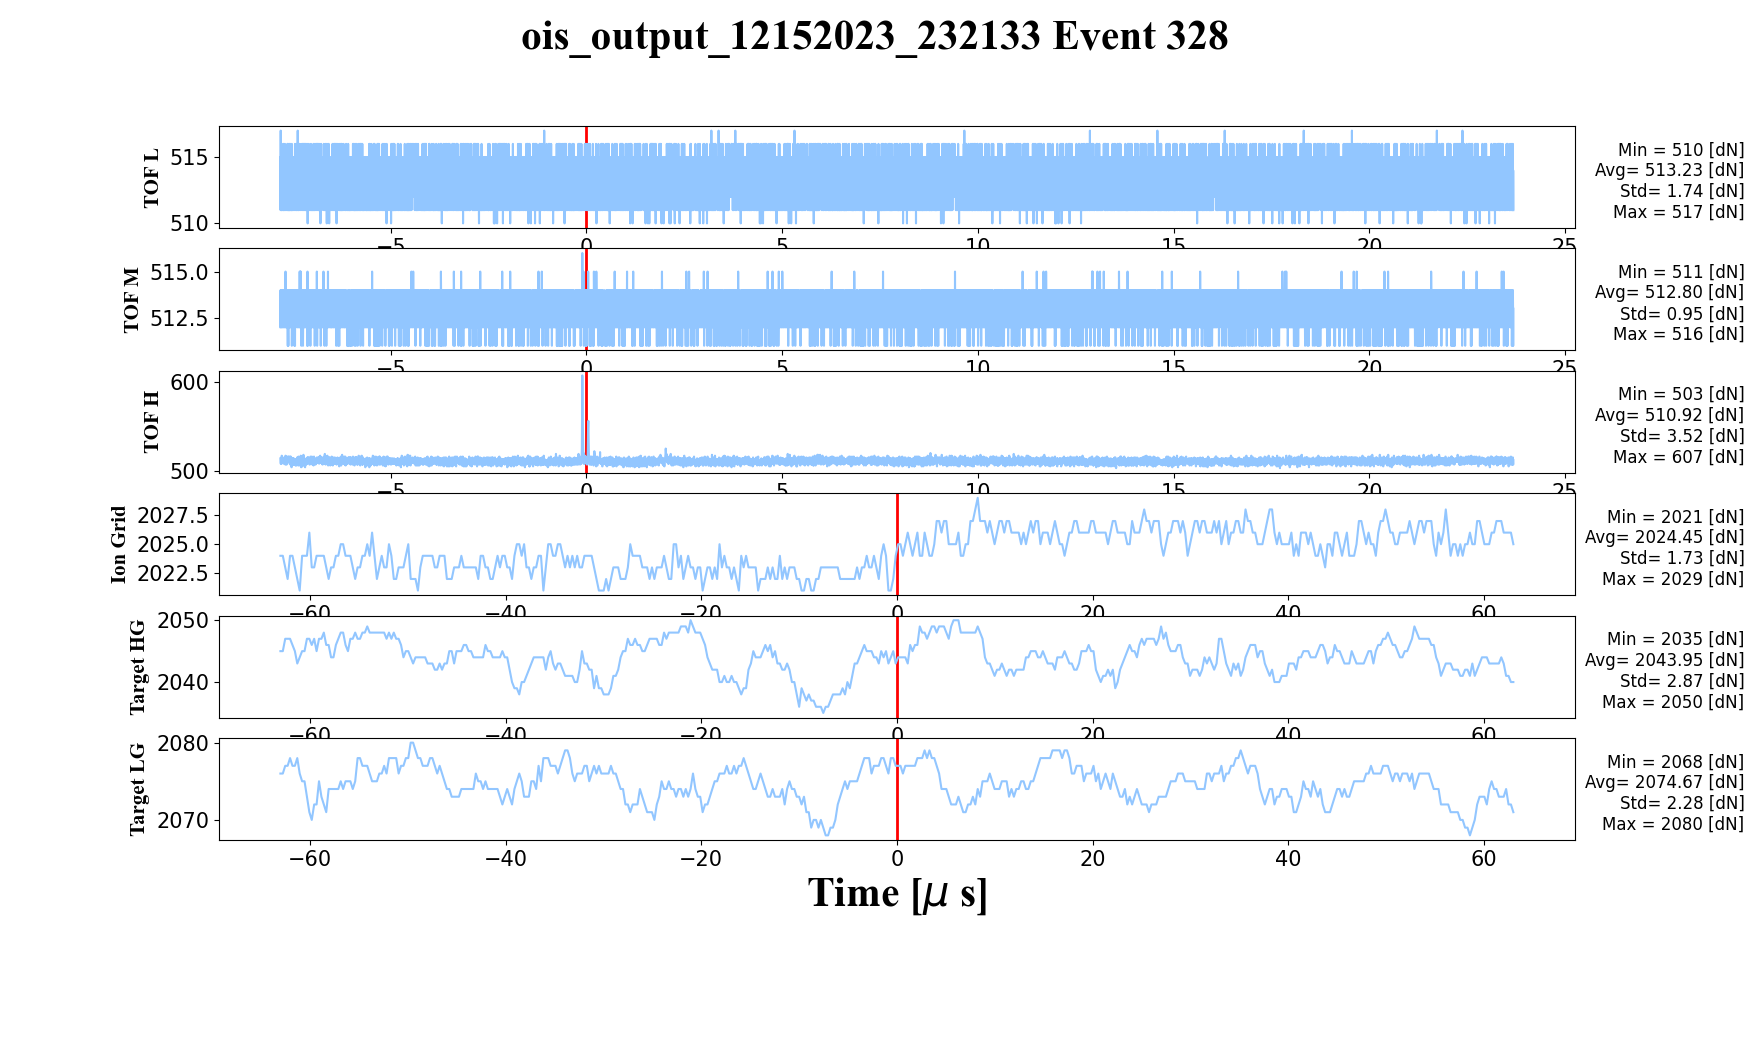 ois_output_12152023_232133 Event 328
TOF L
515
510
−5
0
5
10
15
20
25
Min = 510 [dN]
Avg= 513.23 [dN]
Std= 1.74 [dN]
Max = 517 [dN]
TOF M
515.0
512.5
−5
0
5
10
15
20
25
Min = 511 [dN]
Avg= 512.80 [dN]
Std= 0.95 [dN]
Max = 516 [dN]
TOF H
600
500
−5
0
5
10
15
20
25
Min = 503 [dN]
Avg= 510.92 [dN]
Std= 3.52 [dN]
Max = 607 [dN]
Ion Grid
2027.5
2025.0
2022.5
−60
−40
−20
0
20
40
60
Min = 2021 [dN]
Avg= 2024.45 [dN]
Std= 1.73 [dN]
Max = 2029 [dN]
Target HG
2050
2040
−60
−40
−20
0
20
40
60
Min = 2035 [dN]
Avg= 2043.95 [dN]
Std= 2.87 [dN]
Max = 2050 [dN]
Target LG
2080
2070
−60
−40
−20
0
20
40
60
Min = 2068 [dN]
Avg= 2074.67 [dN]
Std= 2.28 [dN]
Max = 2080 [dN]
Time [μ s]